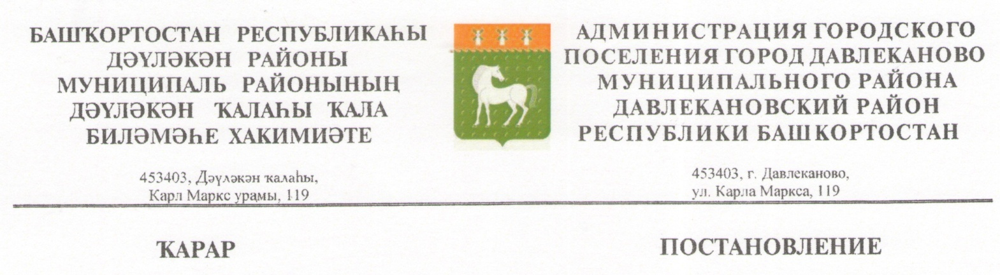 БАШҠОРТОСТАН РЕСПУБЛИКАҺЫ
ДӘҮЛӘКӘН РАЙОНЫ
МУНИЦИПАЛЬ РАЙОНЫНЫҢ
ДӘҮЛӘКӘН ҠАЛАҺЫ ҠАЛА
БИЛӘМӘҺЕ ХАКИМИӘТЕ
453403, Дәүләкән ҡалаһы,
Карл Маркс урамы, 119
АДМИНИСТРАЦИЯ ГОРОДСКОГО
ПОСЕЛЕНИЯ ГОРОД ДАВЛЕКАНОВО
МУНИЦИПАЛЬНОГО РАЙОНА
ДАВЛЕКАНОВСКИЙ РАЙОН
РЕСПУБЛИКИ БАШКОРТОСТАН
453403, г. Давлеканово,
ул. Карла Маркса, 119
ҠАРАР
ПОСТАНОВЛЕНИЕ